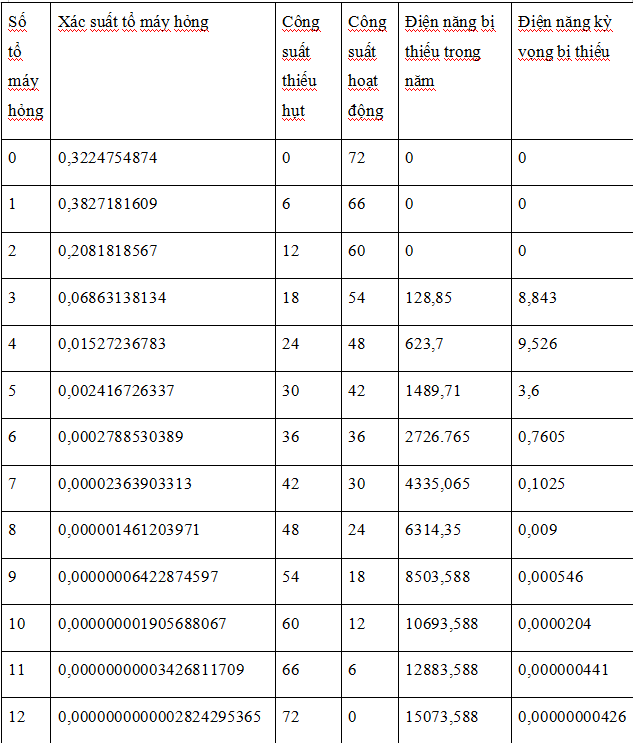 Số tổ máy hỏng | Xác suất tổ máy hỏng | Công suất thiếu hụt | Công suất hoạt động | Điện năng bị thiếu trong năm | Điện năng kỳ vọng bị thiếu
0 | 0,3224754874 | 0 | 72 | 0 | 0
1 | 0,3827181609 | 6 | 66 | 0 | 0
2 | 0,2081818567 | 12 | 60 | 0 | 0
3 | 0,06863138134 | 18 | 54 | 128,85 | 8,843
4 | 0,01527236783 | 24 | 48 | 623,7 | 9,526
5 | 0,002416726337 | 30 | 42 | 1489,71 | 3,6
6 | 0,0002788530389 | 36 | 36 | 2726.765 | 0,7605
7 | 0,00002363903313 | 42 | 30 | 4335,065 | 0,1025
8 | 0,000001461203971 | 48 | 24 | 6314,35 | 0,009
9 | 0,00000006422874597 | 54 | 18 | 8503,588 | 0,000546
10 | 0,000000001905688067 | 60 | 12 | 10693,588 | 0,0000204
11 | 0,00000000003426811709 | 66 | 6 | 12883,588 | 0,000000441
12 | 0,0000000000002824295365 | 72 | 0 | 15073,588 | 0,00000000426